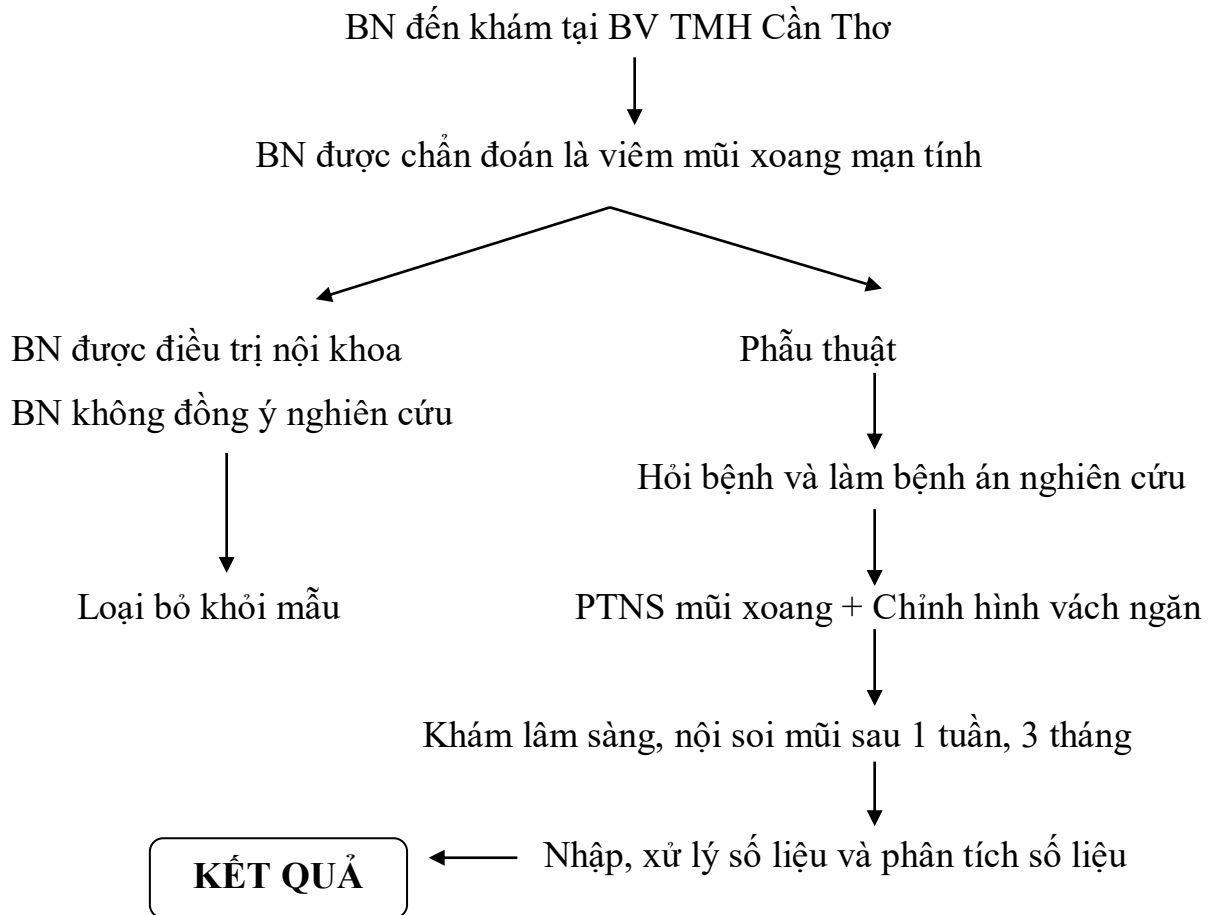 BN đến khám tại BV TMH Cần Thơ
BN được chẩn đoán là viêm mũi xoang mạn tính
BN được điều trị nội khoa
BN không đồng ý nghiên cứu
Loại bỏ khỏi mẫu
Phẫu thuật
Hỏi bệnh và làm bệnh án nghiên cứu
PTNS mũi xoang + Chỉnh hình vách ngăn
Khám lâm sàng, nội soi mũi sau 1 tuần, 3 tháng
Nhập, xử lý số liệu và phân tích số liệu
KẾT QUẢ